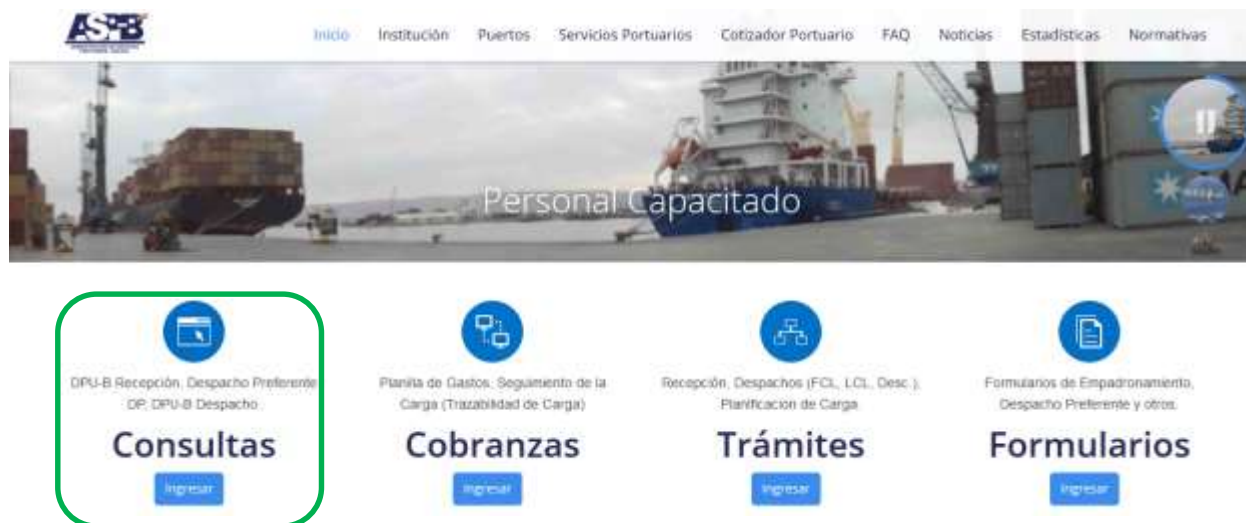 ASP-B
Inicio Institución Puertos Servicios Portuarios Cotizador Portuario FAQ Noticias Estadísticas Normativas
Personal Capacitado
DPU-B Recepción, Despacho Preferente
DP, DPU-B Despacho
Consultas
Ingresar
Planilla de Gastos, Seguimiento de la
Carga (Trazabilidad de Carga)
Cobranzas
Ingresar
Recepción, Despachos (FCL, LCL, Desc.),
Planificacion de Carga
Trámites
Ingresar
Formularios de Empadronamiento,
Despacho Preferente y otros.
Formularios
Ingresar